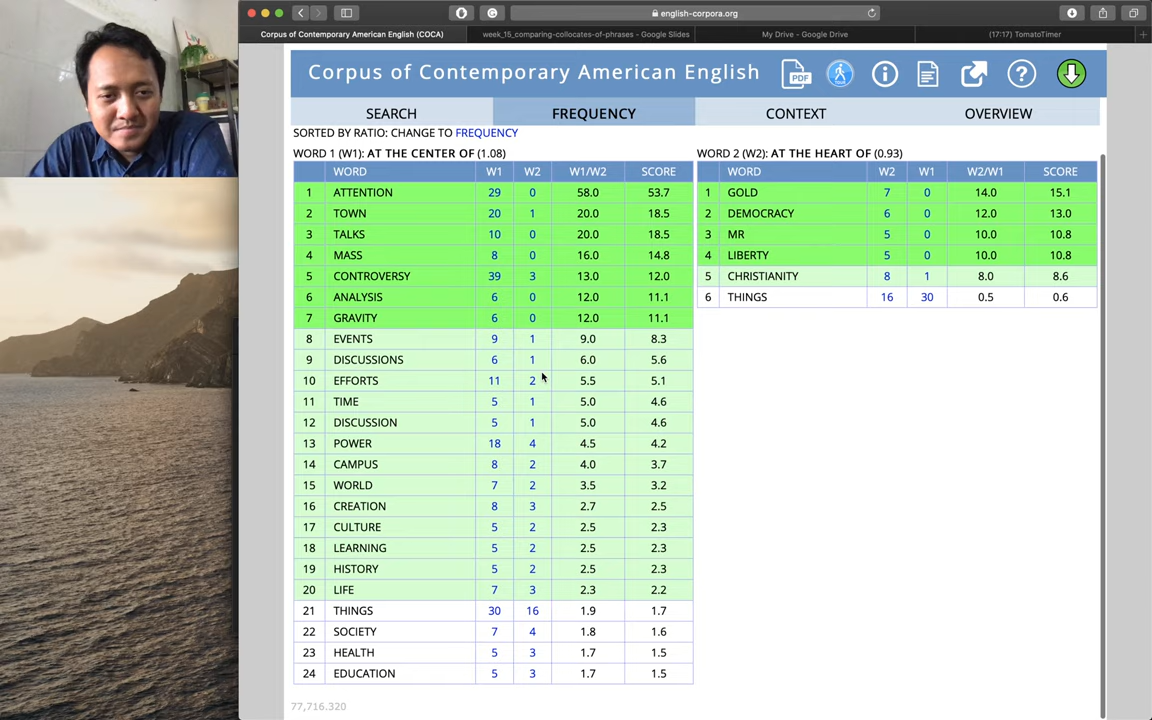 english-corpora.org
Corpus of Contemporary American English (COCA)
week_15_comparing-collocates-of-phrases - Google Slides
My Drive - Google Drive
(17:17) TomatoTimer
Corpus of Contemporary American English
PDF
SEARCH FREQUENCY CONTEXT OVERVIEW
SORTED BY RATIO: CHANGE TO FREQUENCY
WORD 1 (W1): AT THE CENTER OF (1.08)
WORD W1 W2 W1/W2 SCORE
1 ATTENTION 29 0 58.0 53.7
2 TOWN 20 1 20.0 18.5
3 TALKS 10 0 20.0 18.5
4 MASS 8 0 16.0 14.8
5 CONTROVERSY 39 3 13.0 12.0
6 ANALYSIS 6 0 12.0 11.1
7 GRAVITY 6 0 12.0 11.1
8 EVENTS 9 1 9.0 8.3
9 DISCUSSIONS 6 1 6.0 5.6
10 EFFORTS 11 2 5.5 5.1
11 TIME 5 1 5.0 4.6
12 DISCUSSION 5 1 5.0 4.6
13 POWER 18 4 4.5 4.2
14 CAMPUS 8 2 4.0 3.7
15 WORLD 7 2 3.5 3.2
16 CREATION 8 3 2.7 2.5
17 CULTURE 5 2 2.5 2.3
18 LEARNING 5 2 2.5 2.3
19 HISTORY 5 2 2.5 2.3
20 LIFE 7 3 2.3 2.2
21 THINGS 30 16 1.9 1.7
22 SOCIETY 7 4 1.8 1.6
23 HEALTH 5 3 1.7 1.5
24 EDUCATION 5 3 1.7 1.5
WORD 2 (W2): AT THE HEART OF (0.93)
WORD W2 W1 W2/W1 SCORE
1 GOLD 7 0 14.0 15.1
2 DEMOCRACY 6 0 12.0 13.0
3 MR 5 0 10.0 10.8
4 LIBERTY 5 0 10.0 10.8
5 CHRISTIANITY 8 1 8.0 8.6
6 THINGS 16 30 0.5 0.6
77,716.320